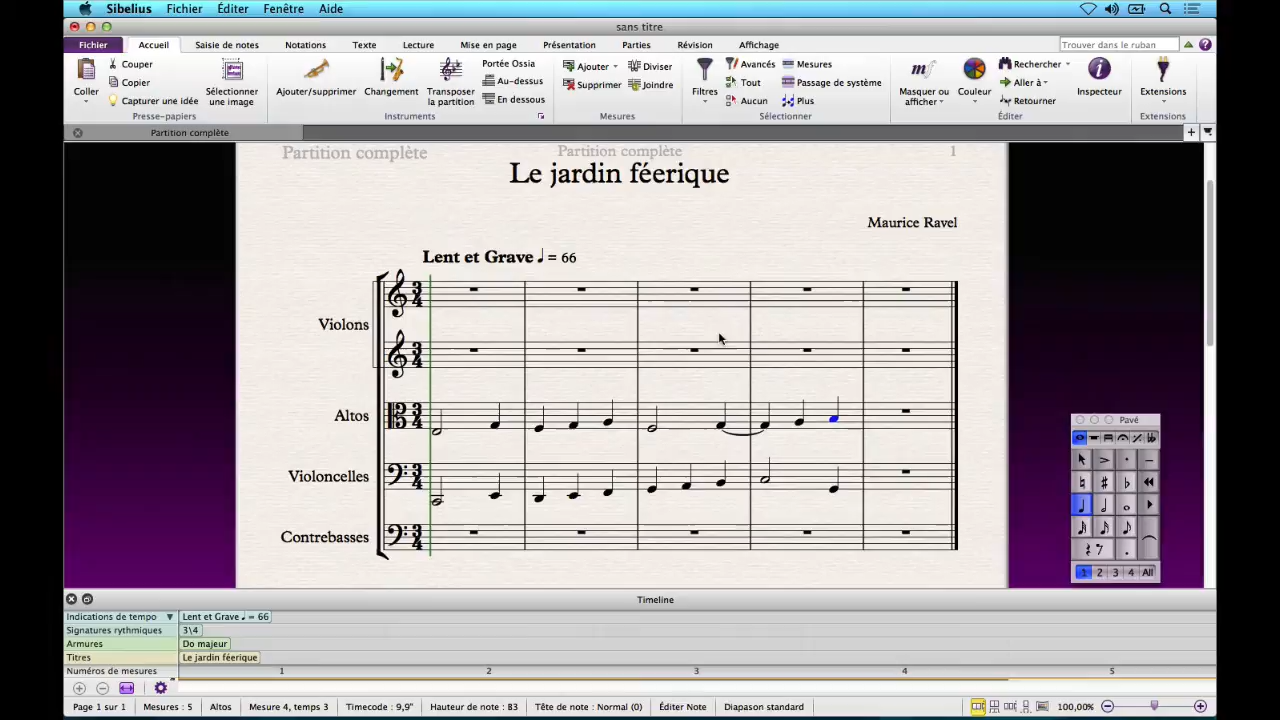 Sibelius Fichier Éditer Fenêtre Aide
sans titre
Fichier Accueil Saisie de notes Notations Texte Lecture Mise en page Présentation Parties Révision Affichage Trouver dans le ruban
Coller
Couper
Copier
Capturer une idée
Sélectionner une image
Presse-papiers
Ajouter/supprimer
Changement
Transposer la partition
Portée Ossia
Au-dessus
En dessous
Instruments
Ajouter
Supprimer
Diviser
Joindre
Mesures
Filtres
Avancés
Tout
Aucun
Mesures
Passage de système
Plus
Sélectionner
Masquer ou afficher
Couleur
Rechercher
Aller à
Retourner
Éditer
Inspecteur
Extensions
Extensions
Partition complète
Partition complète Partition complète 1
Le jardin féerique
Maurice Ravel
Lent et Grave ♩ = 66
Violons
Altos
Violoncelles
Contrebasses
Pavé
1 2 3 4 All
Timeline
Indications de tempo Lent et Grave ♩ = 66
Signatures rythmiques 3\4
Armures Do majeur
Titres Le jardin féerique
Numéros de mesures 1 2 3 4 5
Page 1 sur 1 Mesures : 5 Altos Mesure 4, temps 3 Timecode : 9,9" Hauteur de note : 83 Tête de note : Normal (0) Éditer Note Diapason standard 100,00%